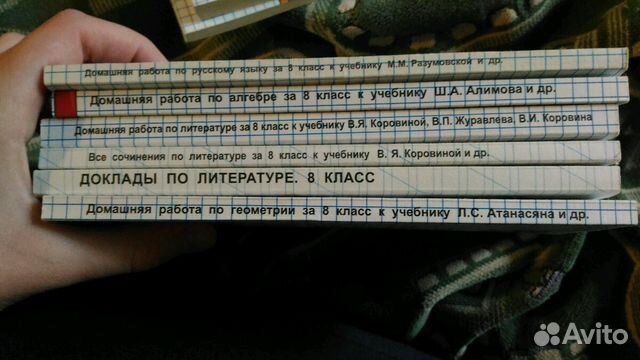 Домашняя работа по русскому языку за 8 класс к учебнику М.М. Разумовской и др.
Домашняя работа по алгебре за 8 класс к учебнику Ш.А. Алимова и др.
Домашняя работа по литературе за 8 класс к учебнику В.Я. Коровиной, В.П. Журавлева, В.И. Коровина
Все сочинения по литературе за 8 класс к учебнику В. Я. Коровиной и др.
ДОКЛАДЫ ПО ЛИТЕРАТУРЕ. 8 КЛАСС
Домашняя работа по геометрии за 8 класс к учебнику Л.С. Атанасяна и др.
Avito